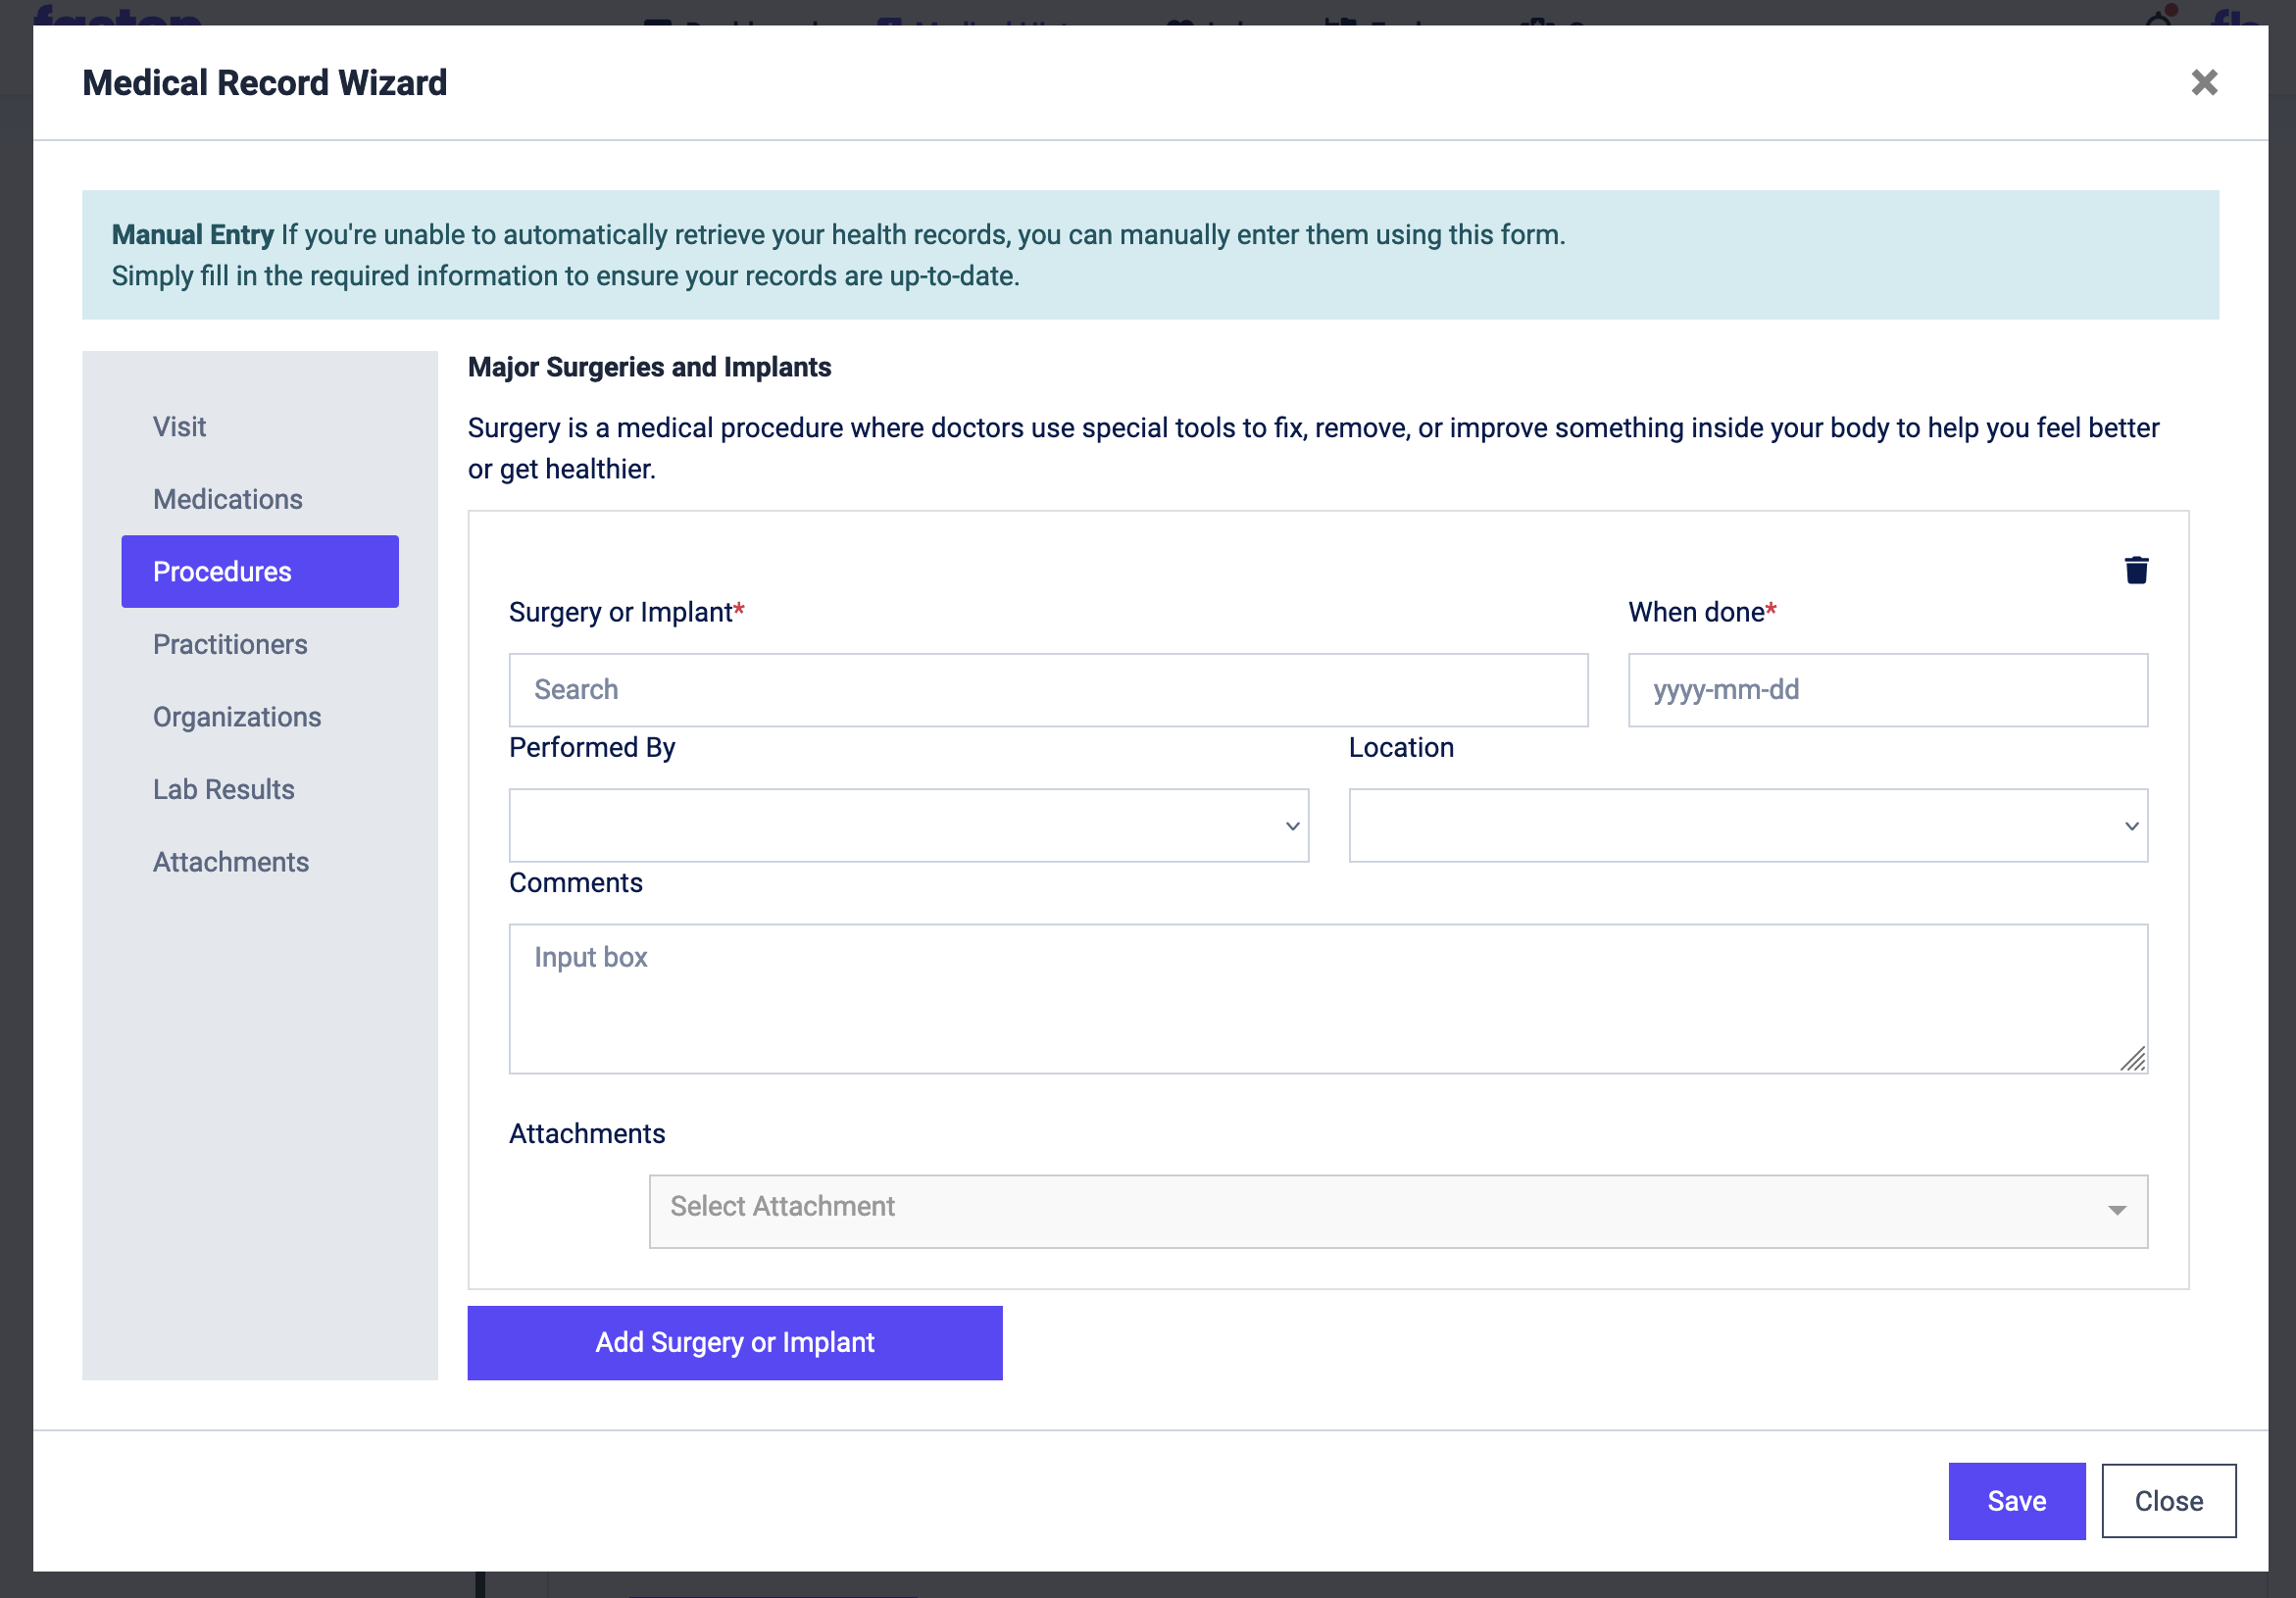 Medical Record Wizard
Manual Entry If you're unable to automatically retrieve your health records, you can manually enter them using this form.
Simply fill in the required information to ensure your records are up-to-date.
Visit
Medications
Procedures
Practitioners
Organizations
Lab Results
Attachments
Major Surgeries and Implants
Surgery is a medical procedure where doctors use special tools to fix, remove, or improve something inside your body to help you feel better
or get healthier.
Surgery or Implant*
When done*
Search
yyyy-mm-dd
Performed By
Location
Comments
Input box
Attachments
Select Attachment
Add Surgery or Implant
Save
Close